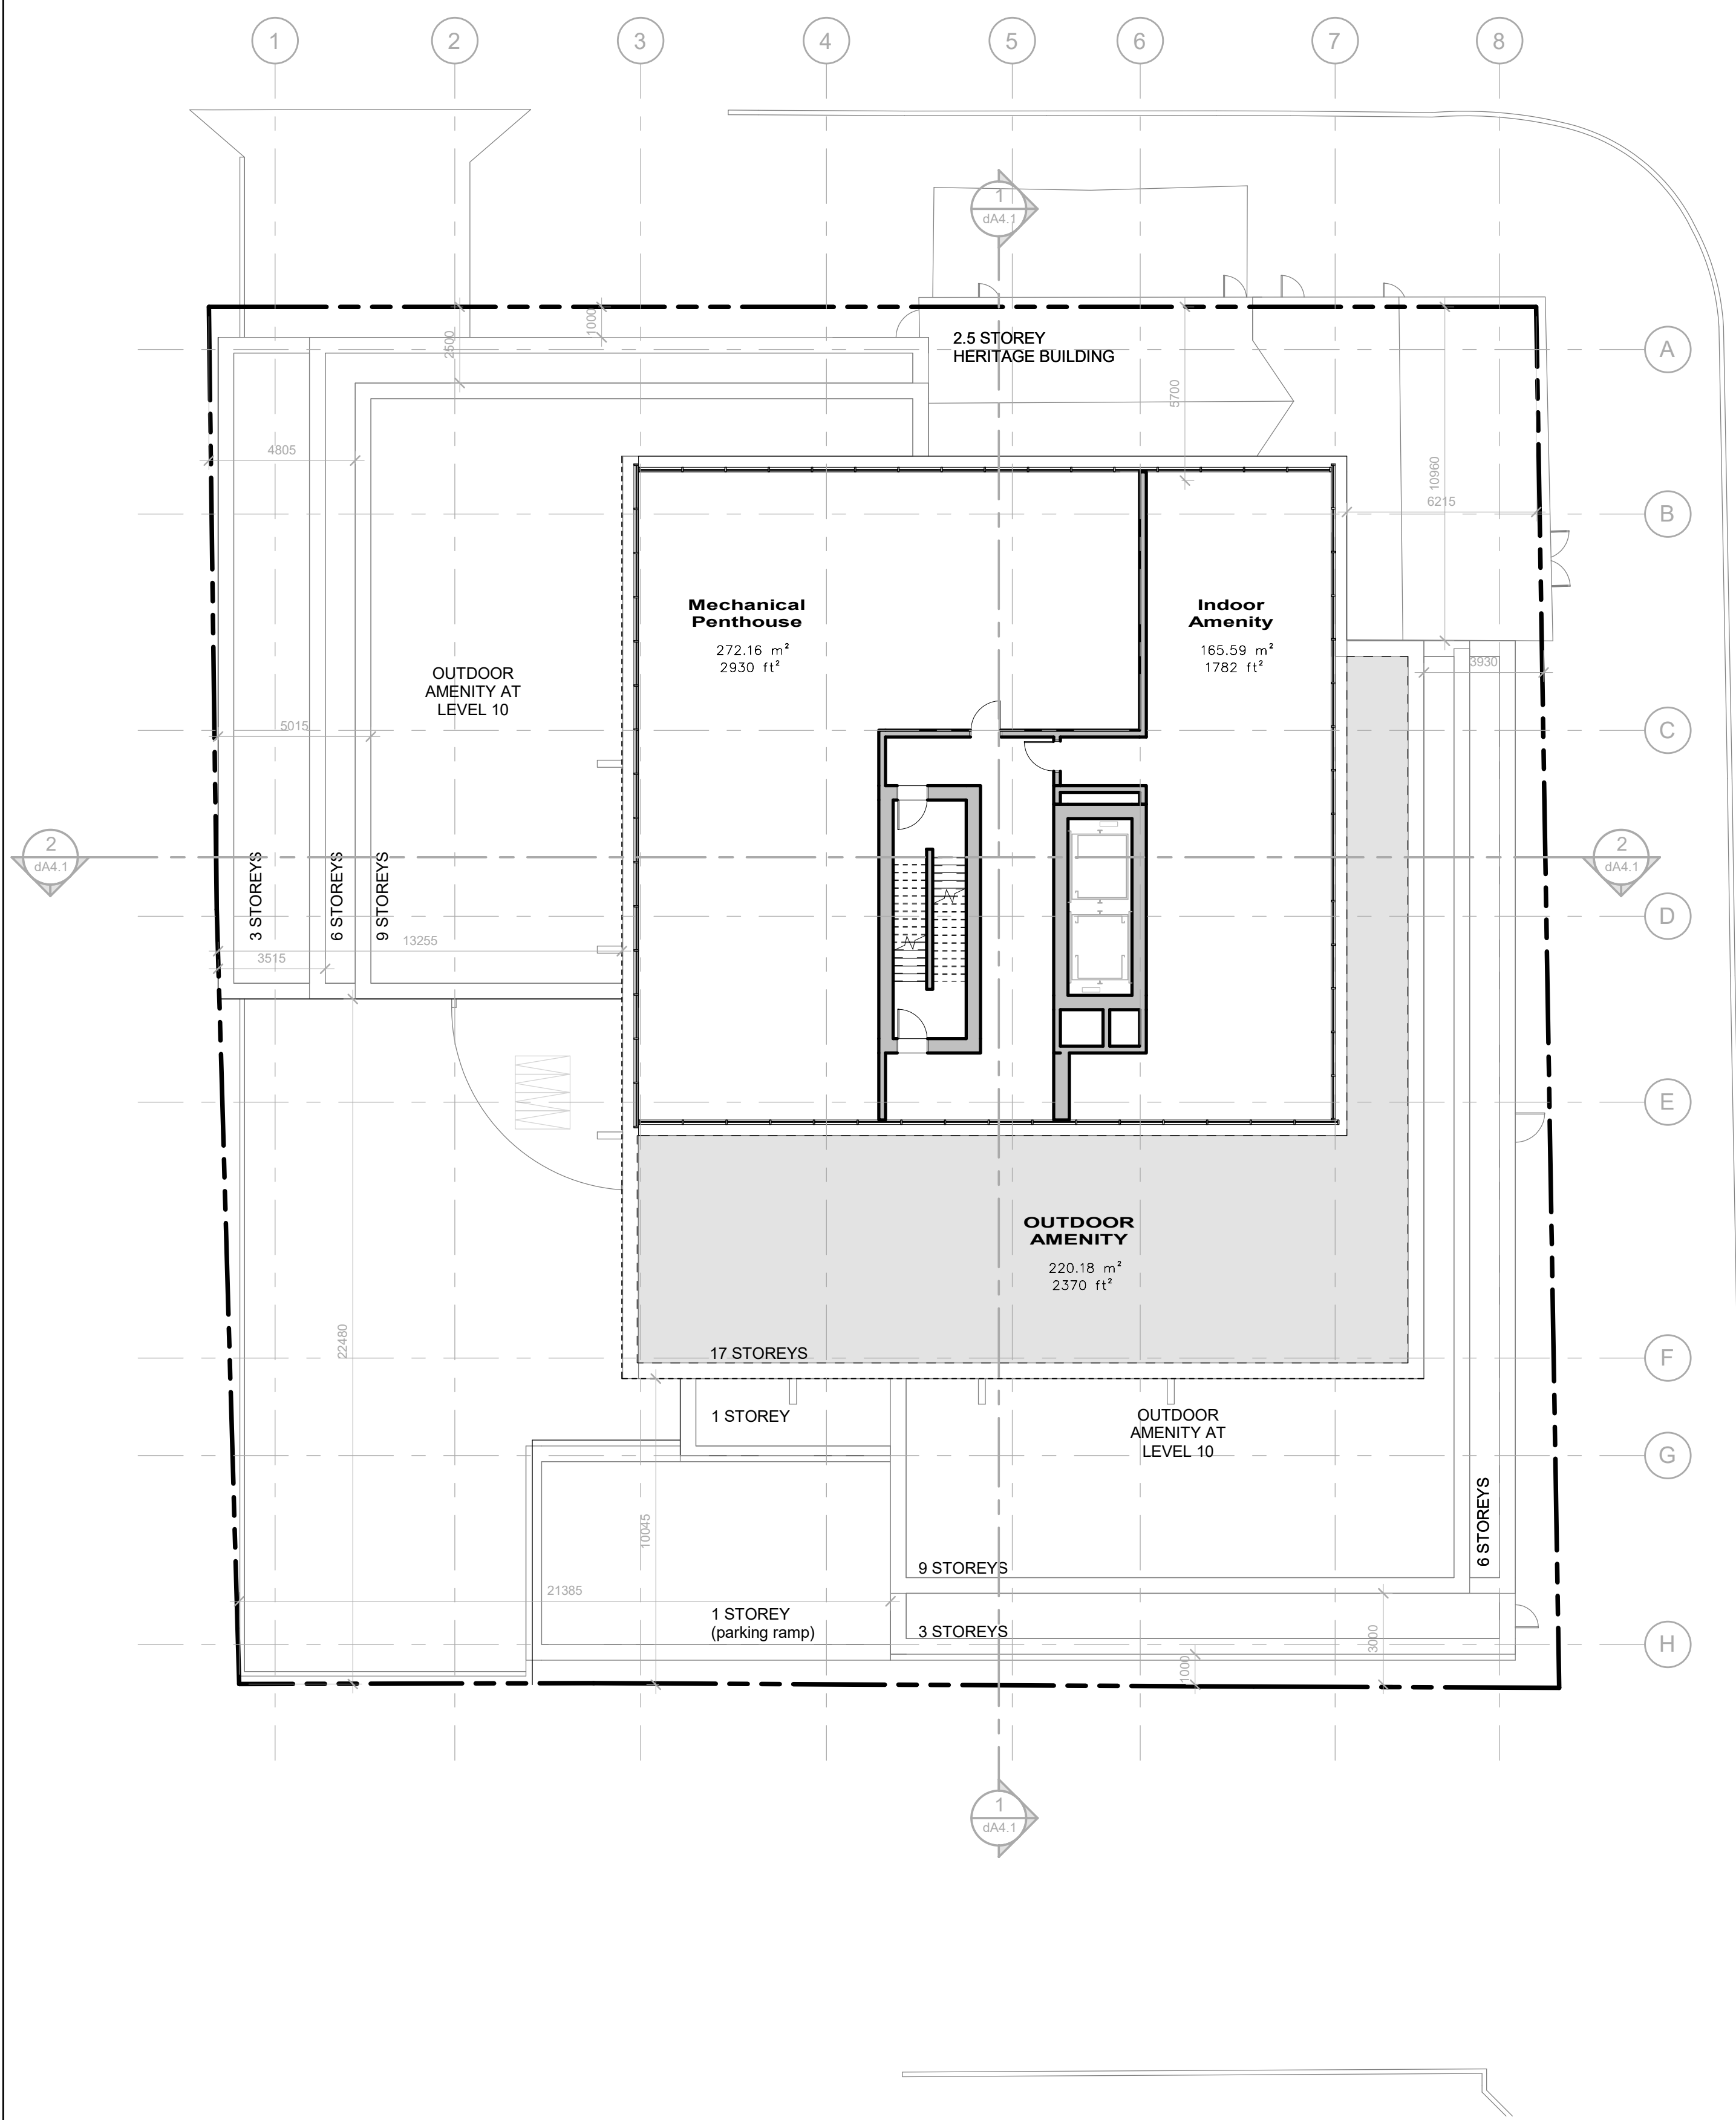 1 2 3 4 5 6 7 8
1
dA4.1
1000
2500
2.5 STOREY
HERITAGE BUILDING
A
5700
4805
10960
6215
B
Mechanical
Penthouse
272.16 m²
2930 ft²
Indoor
Amenity
165.59 m²
1782 ft²
3930
OUTDOOR
AMENITY AT
LEVEL 10
5015
C
2
dA4.1
2
dA4.1
3 STOREYS
6 STOREYS
9 STOREYS
D
13255
3515
E
OUTDOOR
AMENITY
220.18 m²
2370 ft²
22480
17 STOREYS
F
1 STOREY
OUTDOOR
AMENITY AT
LEVEL 10
G
6 STOREYS
10045
9 STOREYS
21385
1 STOREY
(parking ramp)
3 STOREYS
3000
H
1000
1
dA4.1